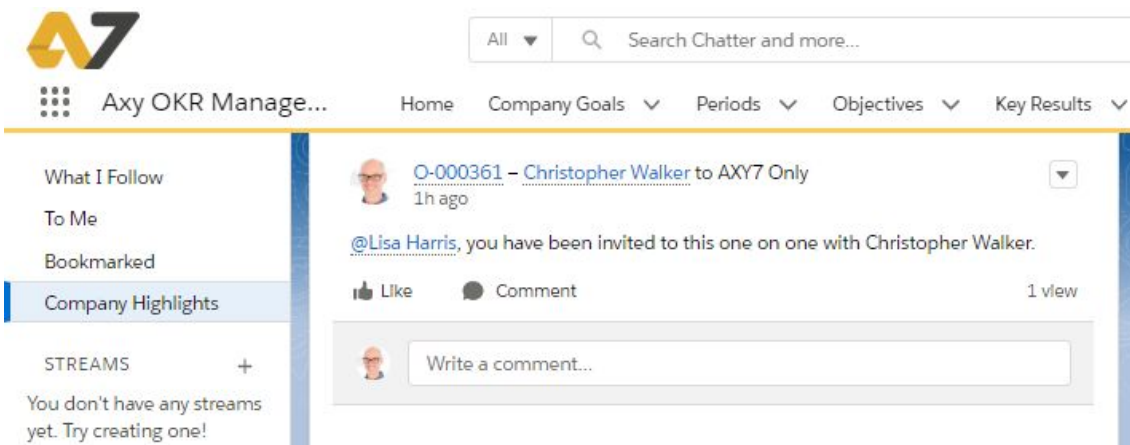 A7
All Search Chatter and more...
Axy OKR Manage... Home Company Goals Periods Objectives Key Results
What I Follow
To Me
Bookmarked
Company Highlights
STREAMS +
You don't have any streams
yet. Try creating one!
O-000361 – Christopher Walker to AXY7 Only
1h ago
@Lisa Harris, you have been invited to this one on one with Christopher Walker.
Like Comment 1 view
Write a comment...